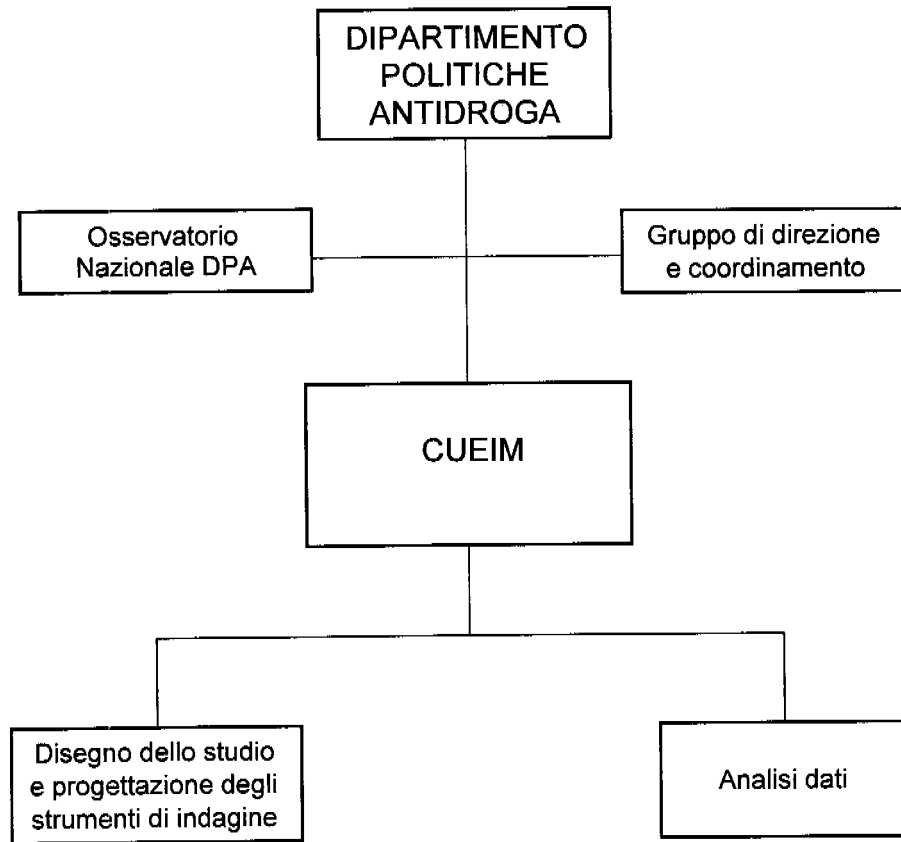 DIPARTIMENTO
POLITICHE
ANTIDROGA
Osservatorio
Nazionale DPA
Gruppo di direzione
e coordinamento
CUEIM
Disegno dello studio
e progettazione degli
strumenti di indagine
Analisi dati